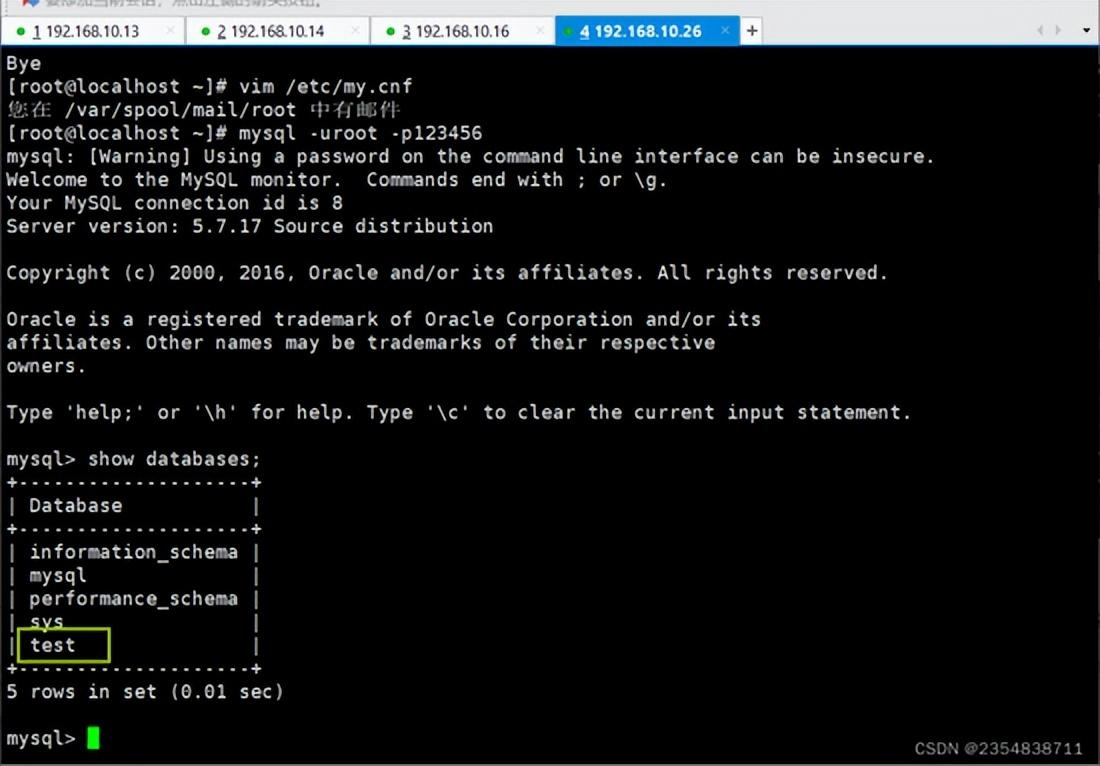 1 192.168.10.13 × 2 192.168.10.14 × 3 192.168.10.16 × 4 192.168.10.26 × +
Bye
[root@localhost ~]# vim /etc/my.cnf
您在 /var/spool/mail/root 中有邮件
[root@localhost ~]# mysql -uroot -p123456
mysql: [Warning] Using a password on the command line interface can be insecure.
Welcome to the MySQL monitor.  Commands end with ; or \g.
Your MySQL connection id is 8
Server version: 5.7.17 Source distribution
Copyright (c) 2000, 2016, Oracle and/or its affiliates. All rights reserved.
Oracle is a registered trademark of Oracle Corporation and/or its
affiliates. Other names may be trademarks of their respective
owners.
Type 'help;' or '\h' for help. Type '\c' to clear the current input statement.
mysql> show databases;
+--------------------+
| Database           |
+--------------------+
| information_schema |
| mysql              |
| performance_schema |
| sys                |
| test               |
+--------------------+
5 rows in set (0.01 sec)
mysql>
CSDN @2354838711